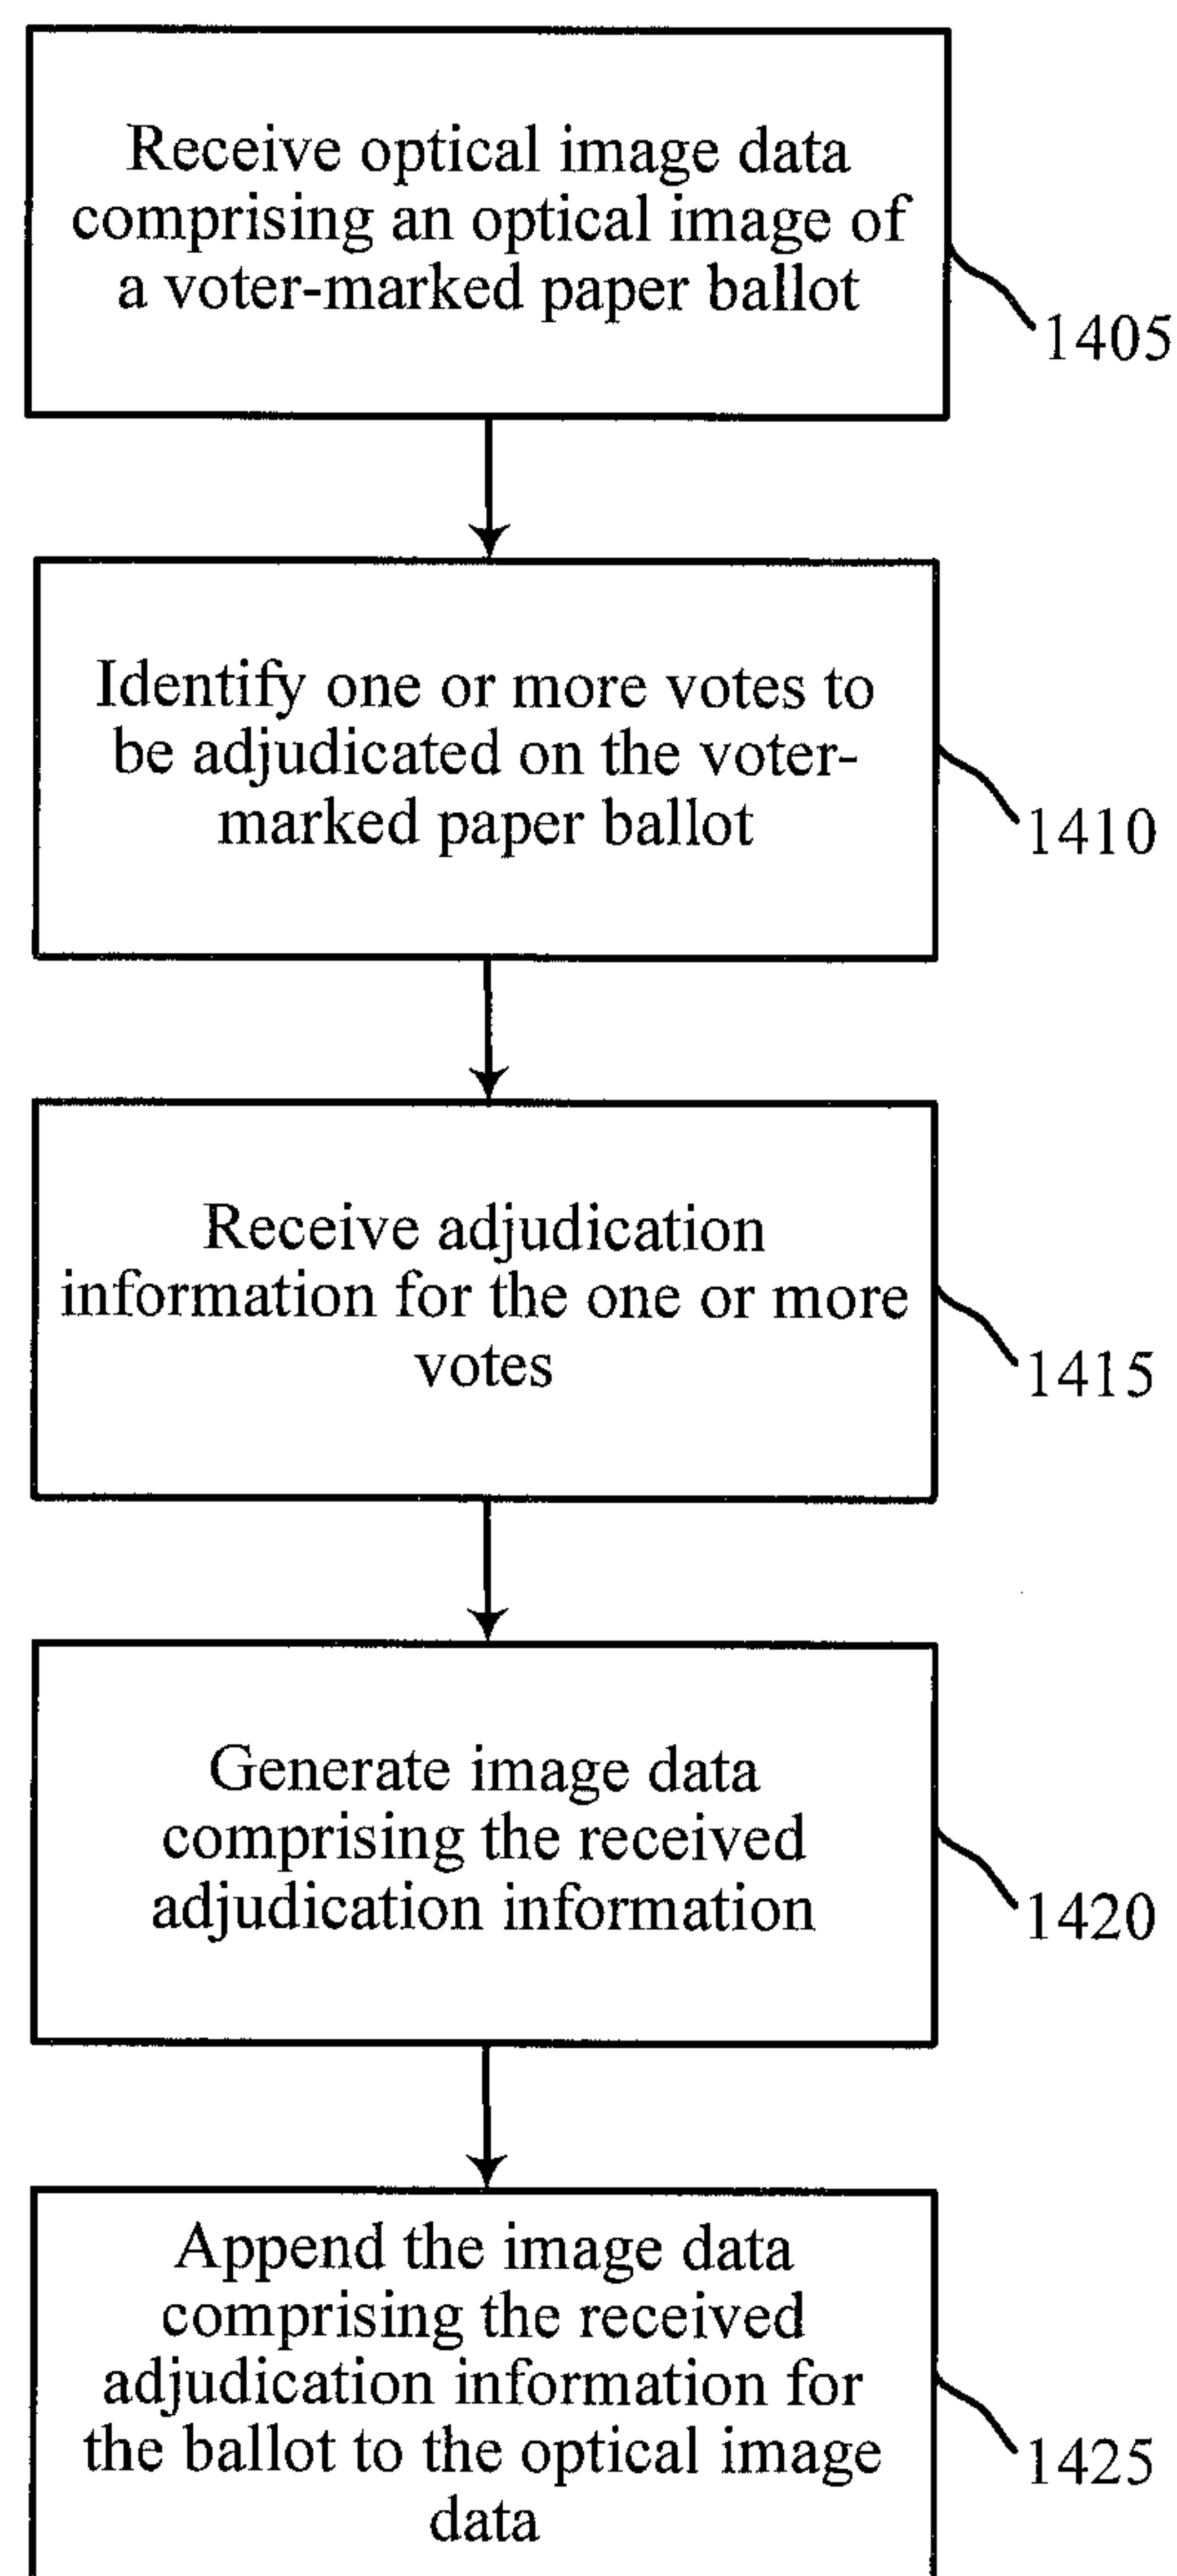 Receive optical image data
comprising an optical image of
a voter-marked paper ballot
1405
Identify one or more votes to
be adjudicated on the voter-
marked paper ballot
1410
Receive adjudication
information for the one or more
votes
1415
Generate image data
comprising the received
adjudication information
1420
Append the image data
comprising the received
adjudication information for
the ballot to the optical image
data
1425